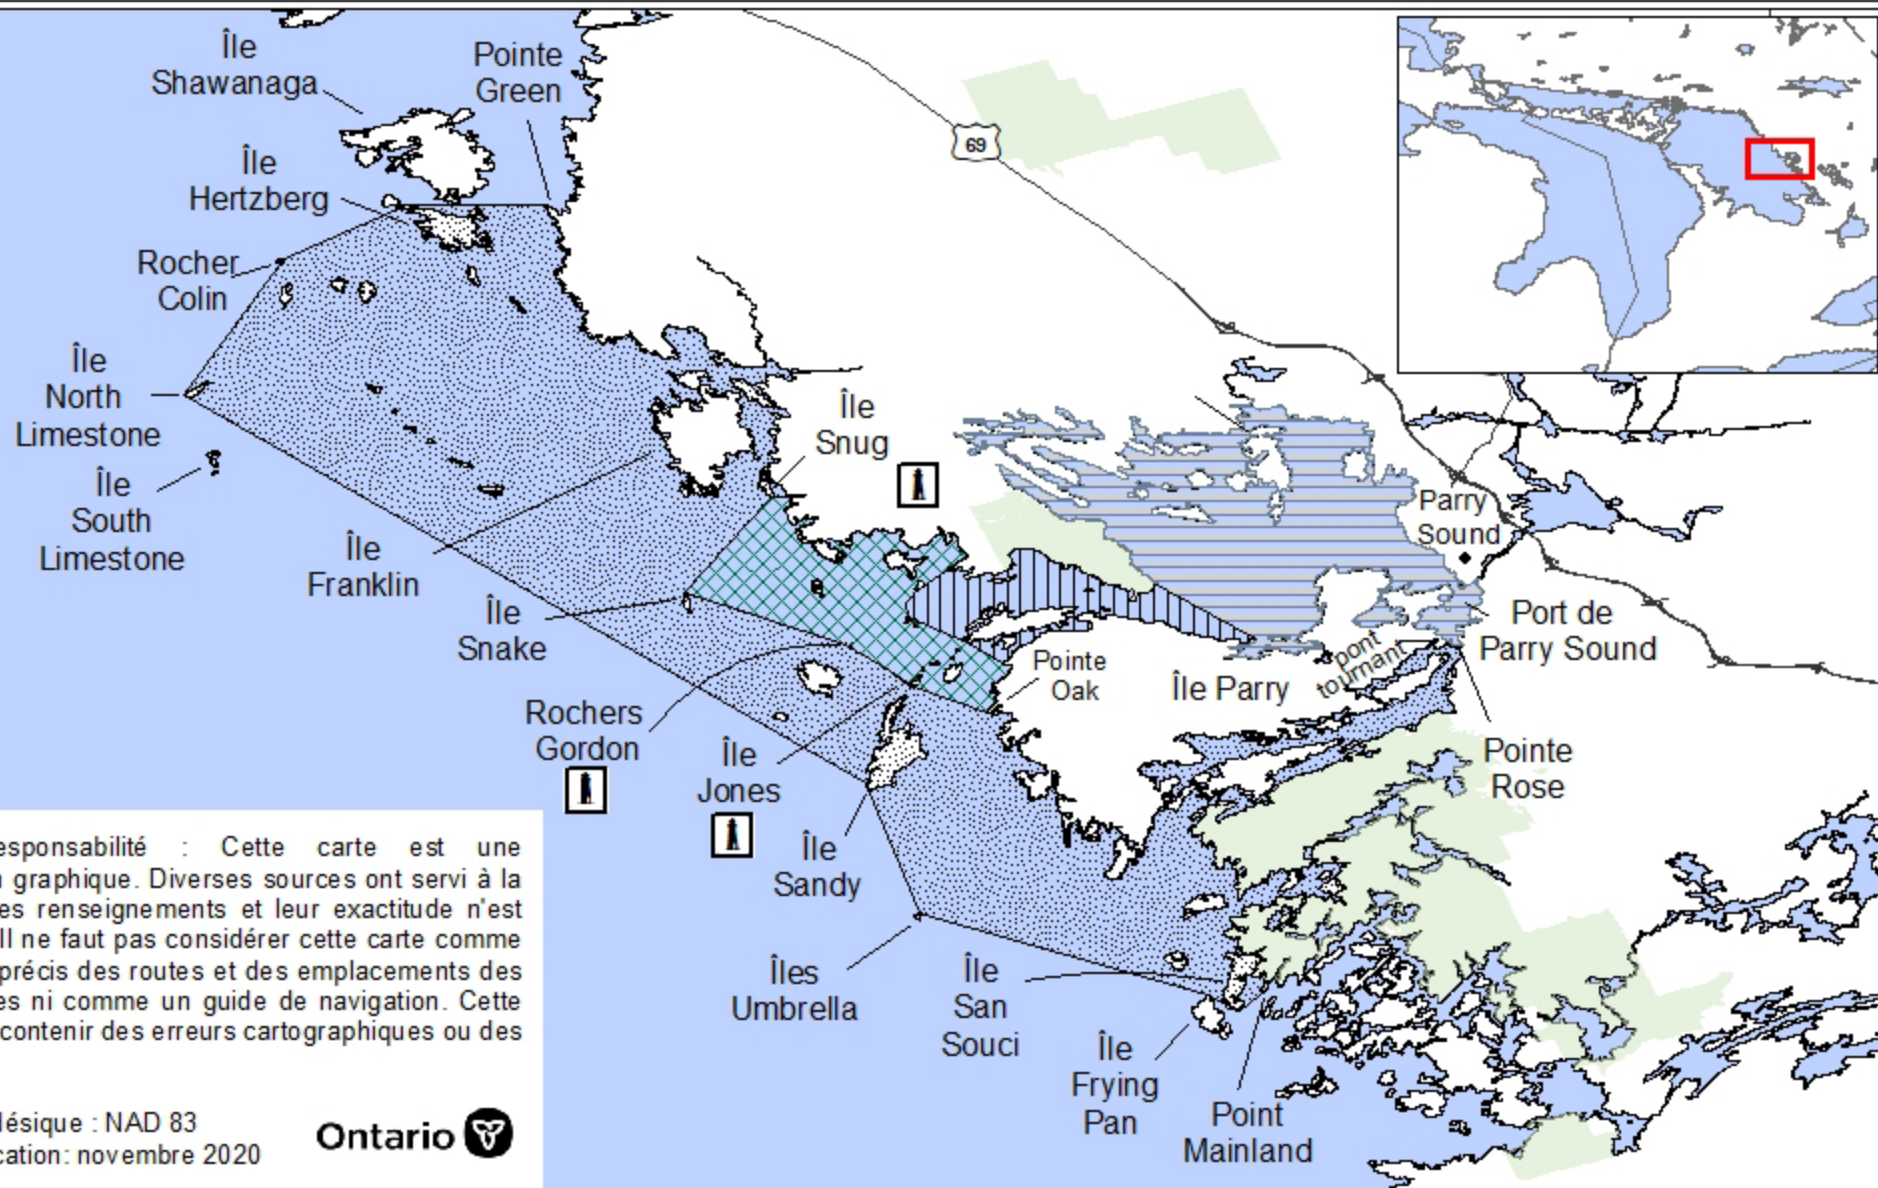 Île
Shawanaga
Pointe
Green
Île
Hertzberg
69
Rocher
Colin
Île
North
Limestone
Île
Snug
Île
South
Limestone
Île
Franklin
Parry
Sound
Île
Snake
Port de
Parry Sound
Pointe
Oak
Île Parry
pont
tournant
Rochers
Gordon
Île
Jones
Pointe
Rose
Île
Sandy
Îles
Umbrella
Île
San
Souci
Île
Frying
Pan
Point
Mainland
esponsabilité : Cette carte est une
graphique. Diverses sources ont servi à la
es renseignements et leur exactitude n'est
Il ne faut pas considérer cette carte comme
précis des routes et des emplacements des
es ni comme un guide de navigation. Cette
contenir des erreurs cartographiques ou des
ésique : NAD 83
cation: novembre 2020
Ontario